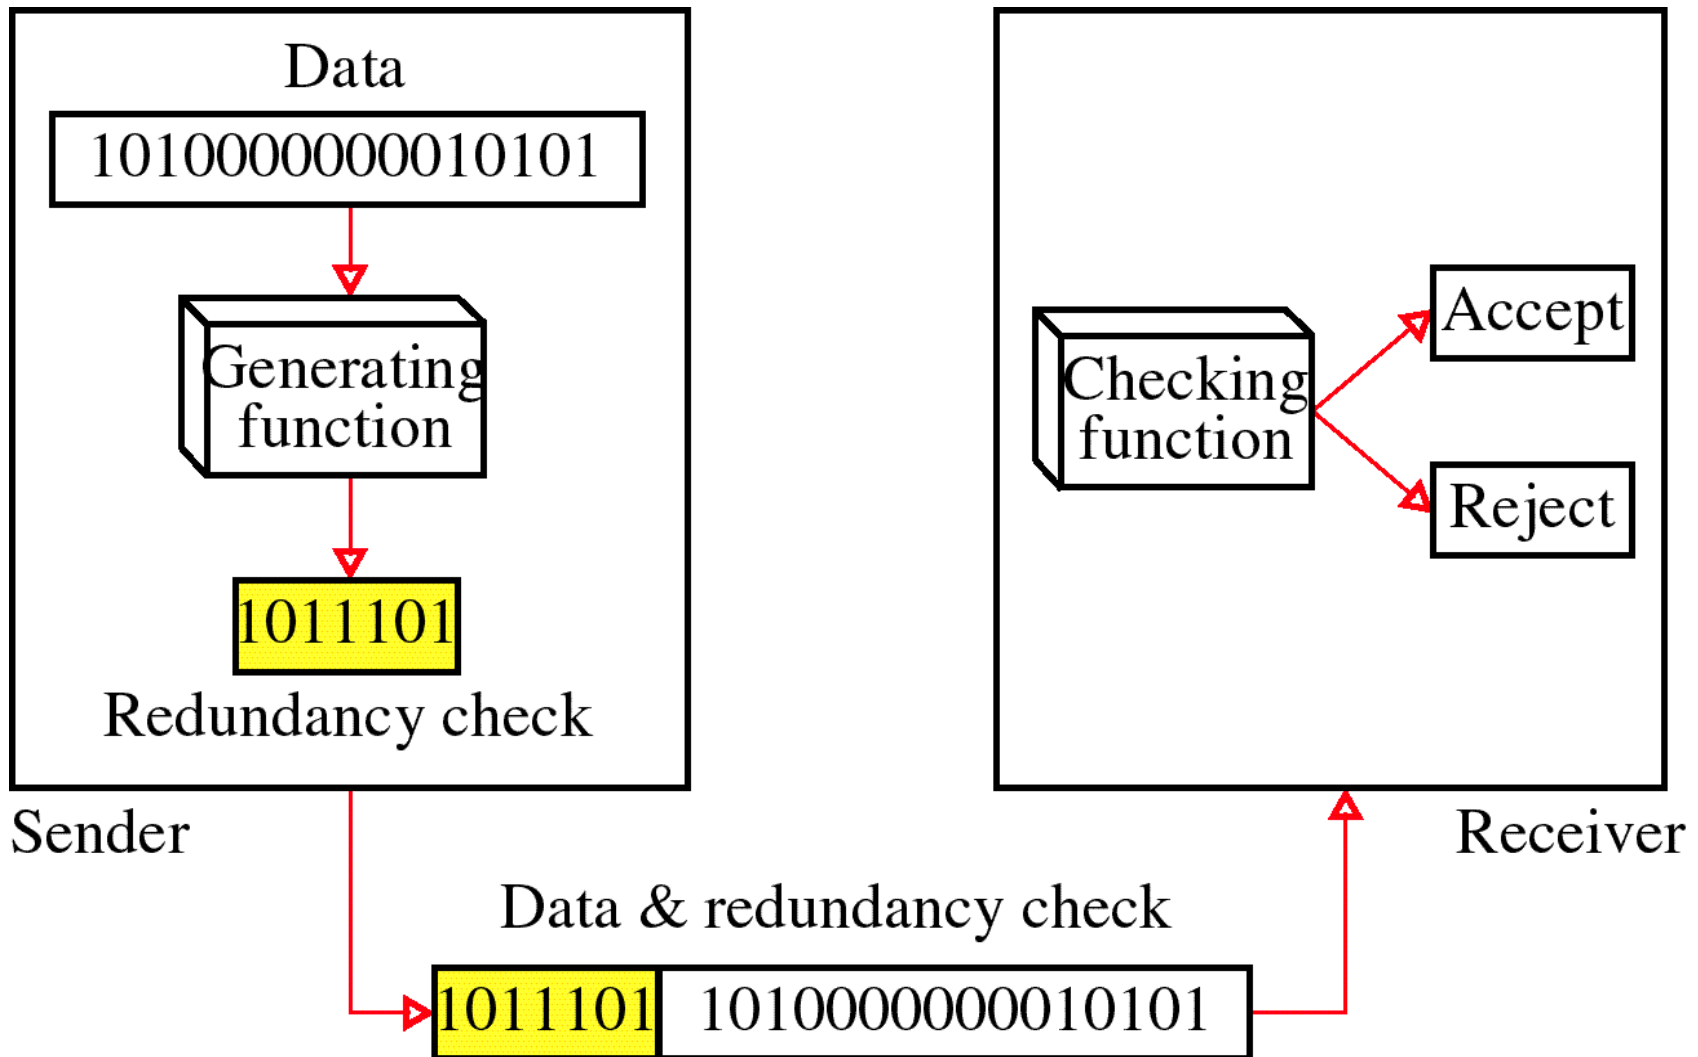 Data
1010000000010101
Generating
function
1011101
Redundancy check
Sender
Checking
function
Accept
Reject
Receiver
Data & redundancy check
1011101 1010000000010101